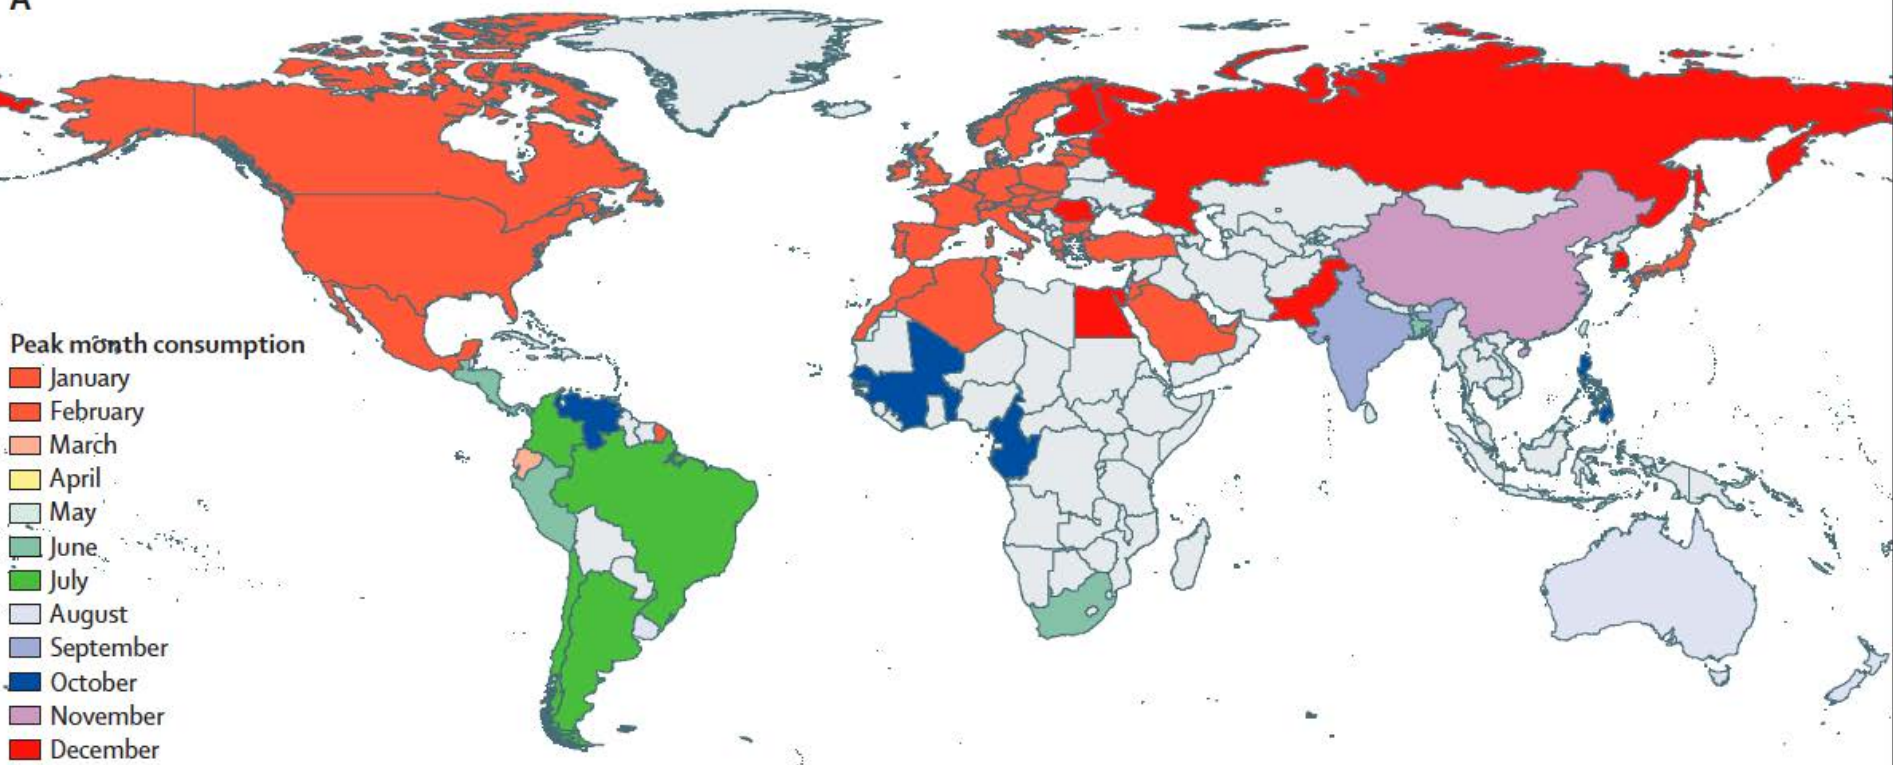 A
Peak month consumption
January
February
March
April
May
June
July
August
September
October
November
December